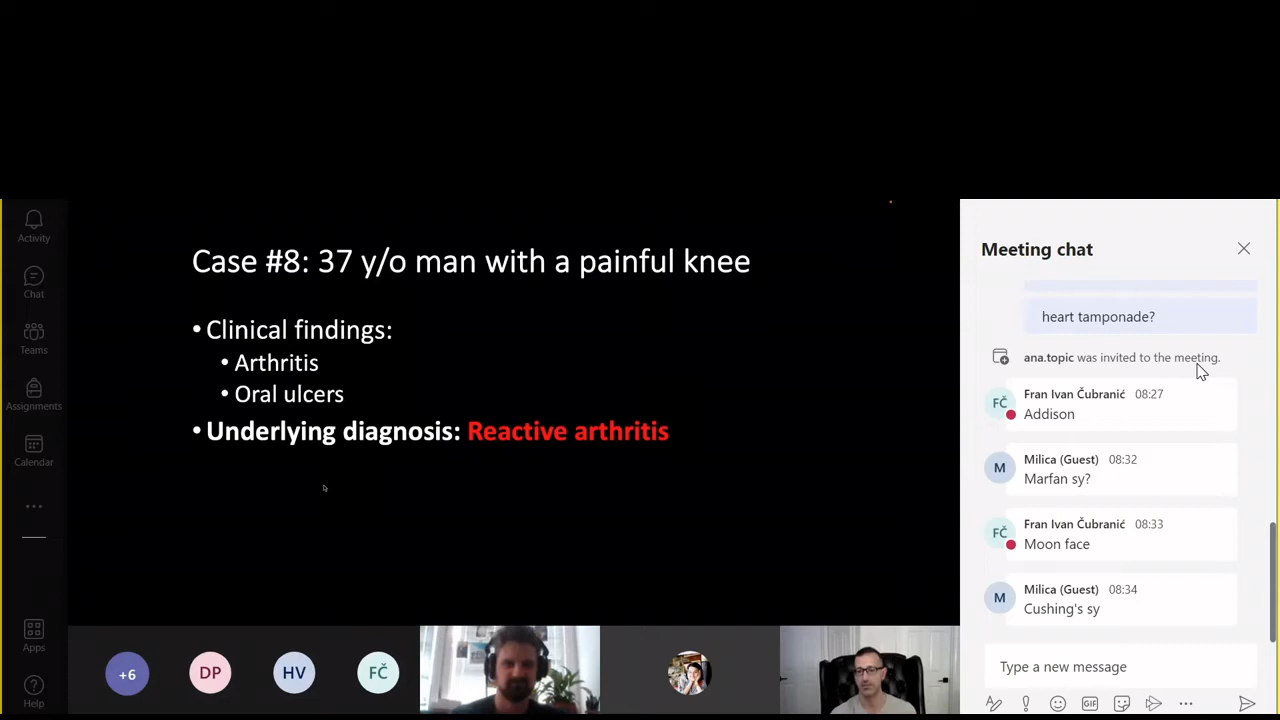 Activity
Chat
Teams
Assignments
Calendar
Apps
Help
Case #8: 37 y/o man with a painful knee
• Clinical findings:
• Arthritis
• Oral ulcers
• Underlying diagnosis: Reactive arthritis
+6
DP
HV
FČ
Meeting chat
heart tamponade?
ana.topic was invited to the meeting.
FČ
Fran Ivan Čubranić 08:27
Addison
M
Milica (Guest) 08:32
Marfan sy?
FČ
Fran Ivan Čubranić 08:33
Moon face
M
Milica (Guest) 08:34
Cushing's sy
Type a new message
GIF